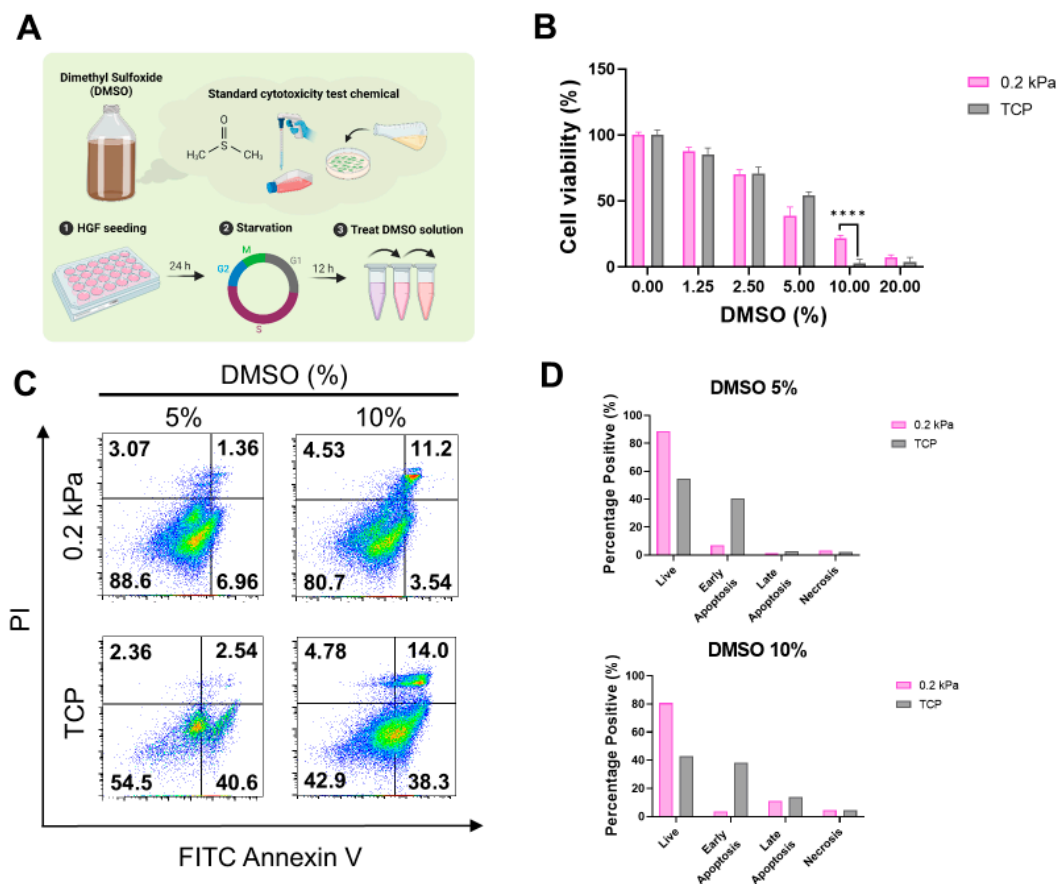 A
Dimethyl Sulfoxide
(DMSO)
Standard cytotoxicity test chemical
O
S
H₃C
CH₃
1 HGF seeding
2 Starvation
3 Treat DMSO solution
24 h
M
G2
G1
S
12 h
B
Cell viability (%)
150
100
50
0
0.00
1.25
2.50
5.00
10.00
20.00
DMSO (%)
****
0.2 kPa
TCP
C
DMSO (%)
5%
10%
0.2 kPa
3.07
1.36
88.6
6.96
4.53
11.2
80.7
3.54
PI
TCP
2.36
2.54
54.5
40.6
4.78
14.0
42.9
38.3
FITC Annexin V
D
DMSO 5%
Percentage Positive (%)
100
80
60
40
20
0
Live
Early
Apoptosis
Late
Apoptosis
Necrosis
0.2 kPa
TCP
DMSO 10%
Percentage Positive (%)
100
80
60
40
20
0
Live
Early
Apoptosis
Late
Apoptosis
Necrosis
0.2 kPa
TCP